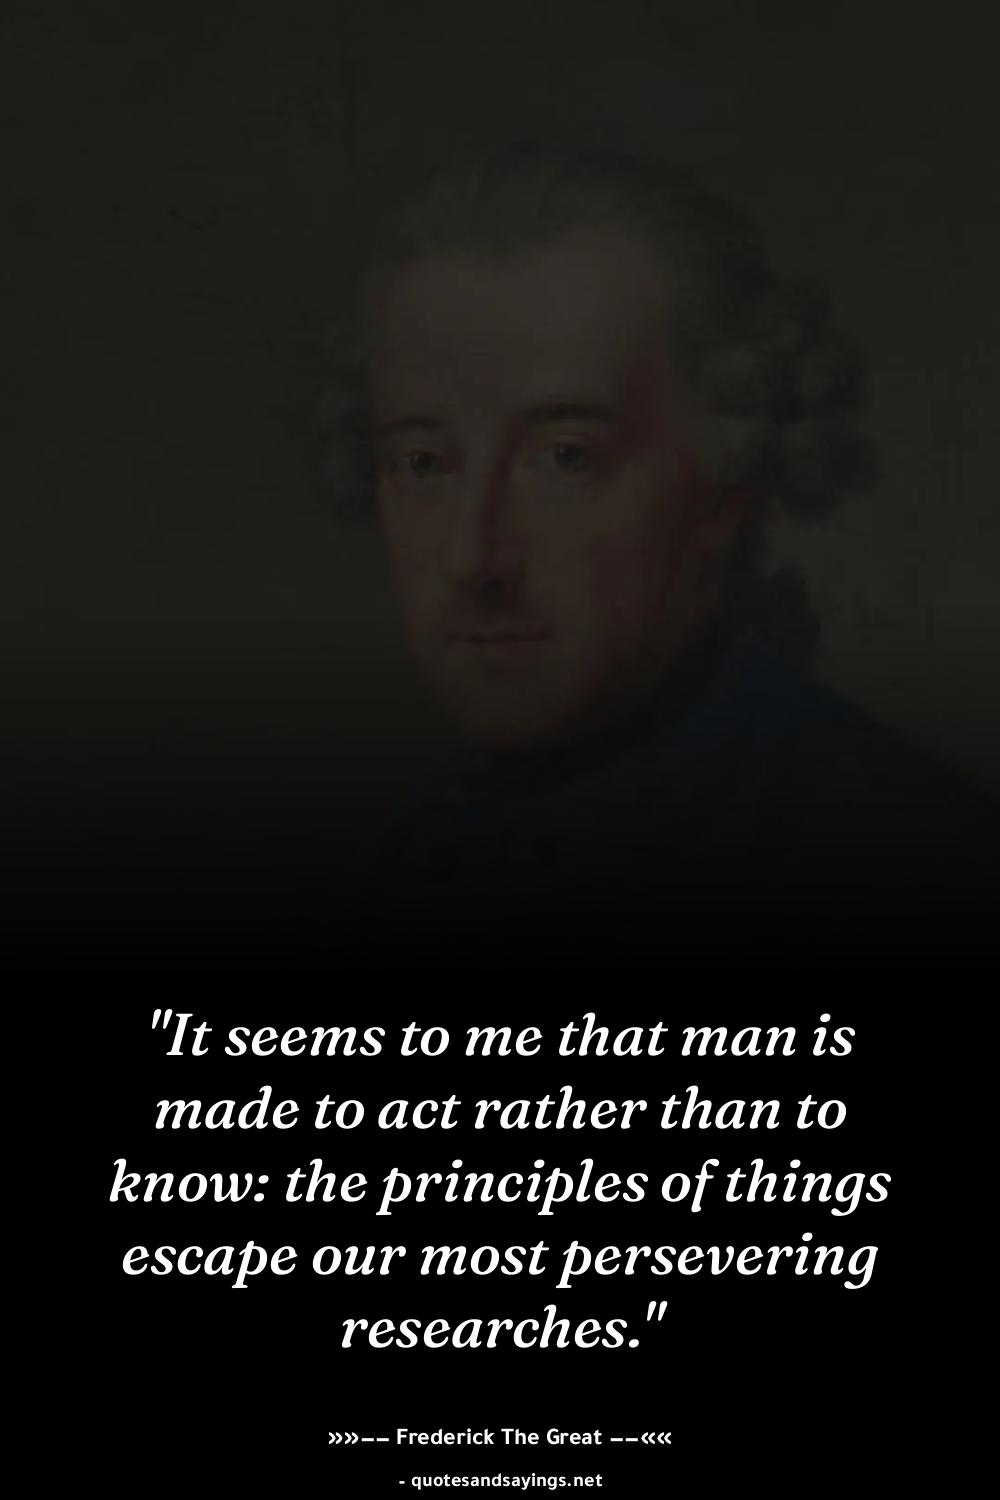 "It seems to me that man is
made to act rather than to
know: the principles of things
escape our most persevering
researches."
»»–– Frederick The Great ––««
- quotesandsayings.net